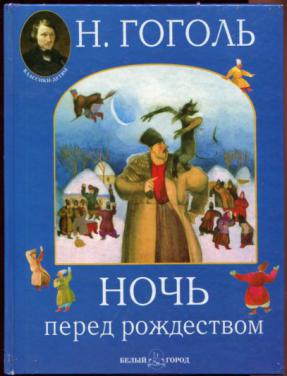 Н. ГОГОЛЬ
КЛАССИКИ-ДЕТЯМ
НОЧЬ
перед рождеством
БЕЛЫЙ ГОРОД